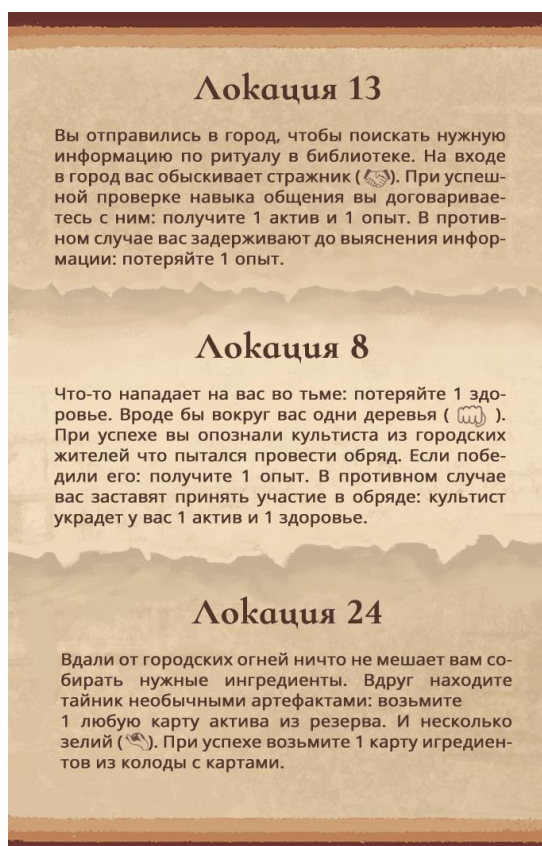 Локация 13
Вы отправились в город, чтобы поискать нужную
информацию по ритуалу в библиотеке. На входе
в город вас обыскивает стражник ( ). При успеш-
ной проверке навыка общения вы договаривае-
тесь с ним: получите 1 актив и 1 опыт. В против-
ном случае вас задерживают до выяснения инфор-
мации: потеряйте 1 опыт.
Локация 8
Что-то нападает на вас во тьме: потеряйте 1 здо-
ровье. Вроде бы вокруг вас одни деревья ( ).
При успехе вы опознали культиста из городских
жителей что пытался провести обряд. Если побе-
дили его: получите 1 опыт. В противном случае
вас заставят принять участие в обряде: культист
украдет у вас 1 актив и 1 здоровье.
Локация 24
Вдали от городских огней ничто не мешает вам со-
бирать нужные ингредиенты. Вдруг находите
тайник необычными артефактами: возьмите
1 любую карту актива из резерва. И несколько
зелий ( ). При успехе возьмите 1 карту игредиен-
тов из колоды с картами.